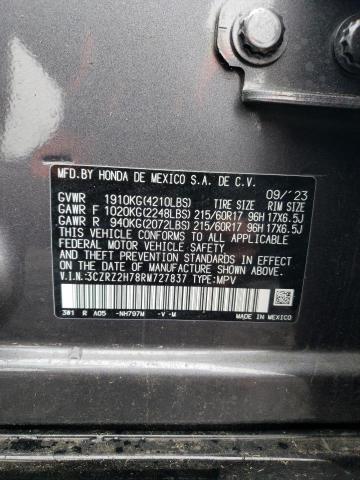 MFD.BY HONDA DE MEXICO S.A. DE C.V. 09/'23
GVWR 1910KG(4210LBS) TIRE SIZE RIM SIZE
GAWR F 1020KG(2248LBS) 215/60R17 96H 17X6.5J
GAWR R 940KG(2072LBS) 215/60R17 96H 17X6.5J
THIS VEHICLE CONFORMS TO ALL APPLICABLE
FEDERAL MOTOR VEHICLE SAFETY AND THEFT
PREVENTION STANDARDS IN EFFECT ON THE DATE
OF MANUFACTURE SHOWN ABOVE.
V.I.N.:3CZRZ2H78RM727837 TYPE:MPV
301 R A05 -NH797M -V -M MADE IN MEXICO